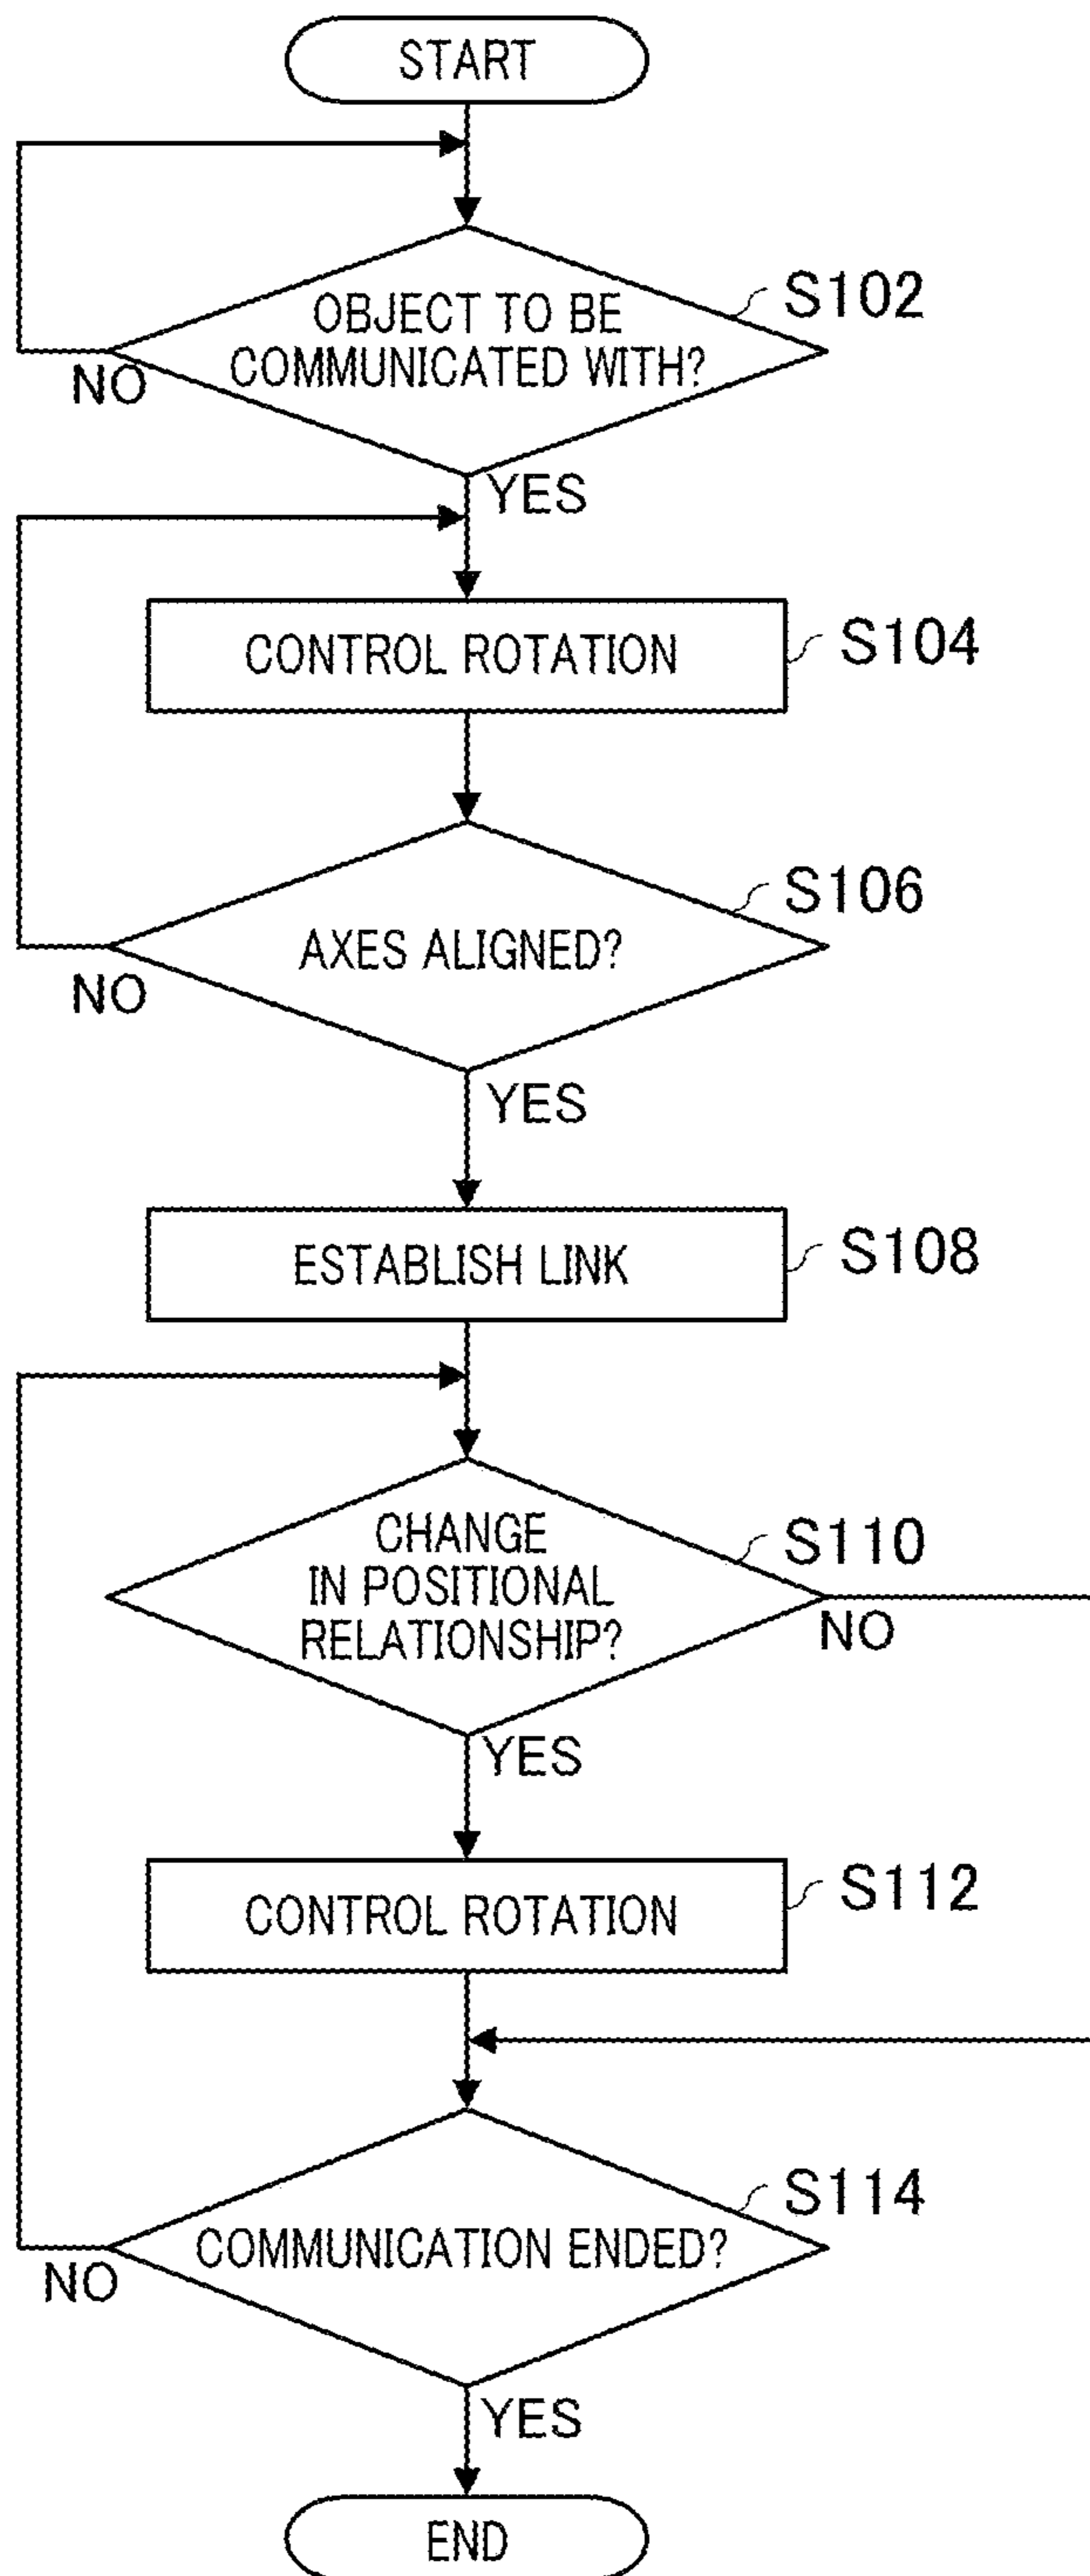 START
S102
OBJECT TO BE
COMMUNICATED WITH?
NO
YES
CONTROL ROTATION
S104
S106
AXES ALIGNED?
NO
YES
ESTABLISH LINK
S108
CHANGE
IN POSITIONAL
RELATIONSHIP?
S110
NO
YES
CONTROL ROTATION
S112
S114
COMMUNICATION ENDED?
NO
YES
END